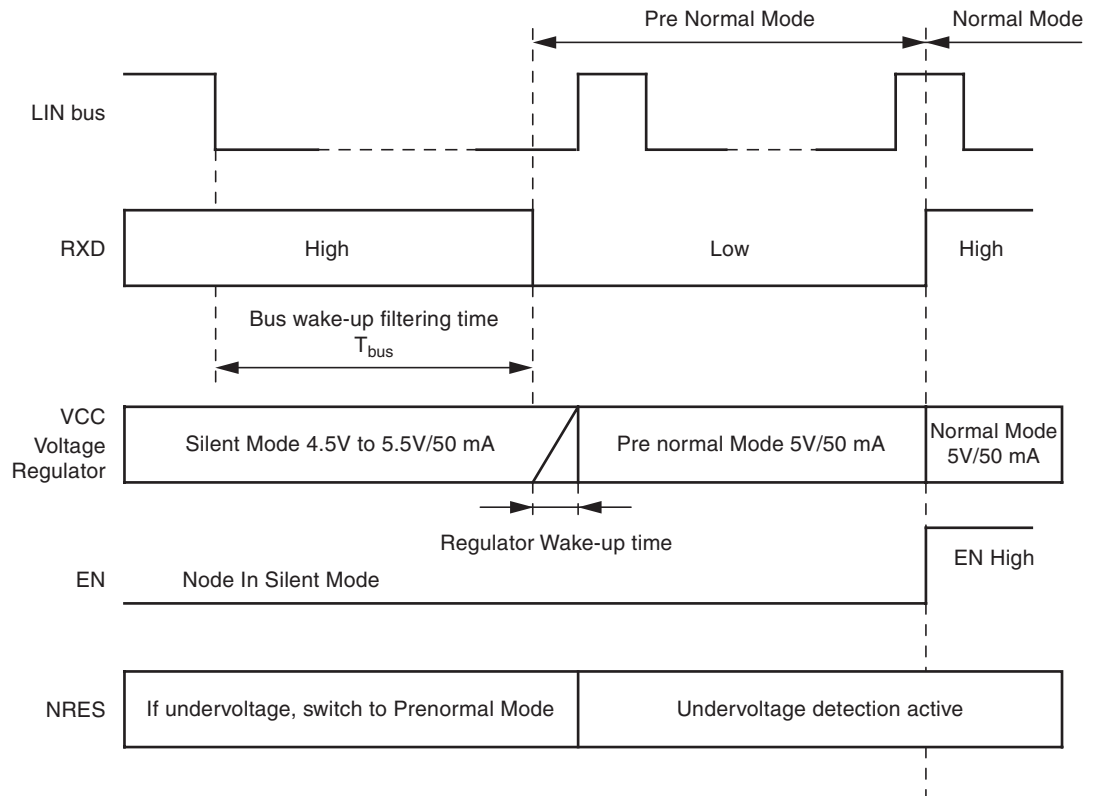 Pre Normal Mode
Normal Mode
LIN bus
RXD
High
Low
High
Bus wake-up filtering time
Tbus
VCC
Voltage
Regulator
Silent Mode 4.5V to 5.5V/50 mA
Pre normal Mode 5V/50 mA
Normal Mode
5V/50 mA
Regulator Wake-up time
EN
Node In Silent Mode
EN High
NRES
If undervoltage, switch to Prenormal Mode
Undervoltage detection active